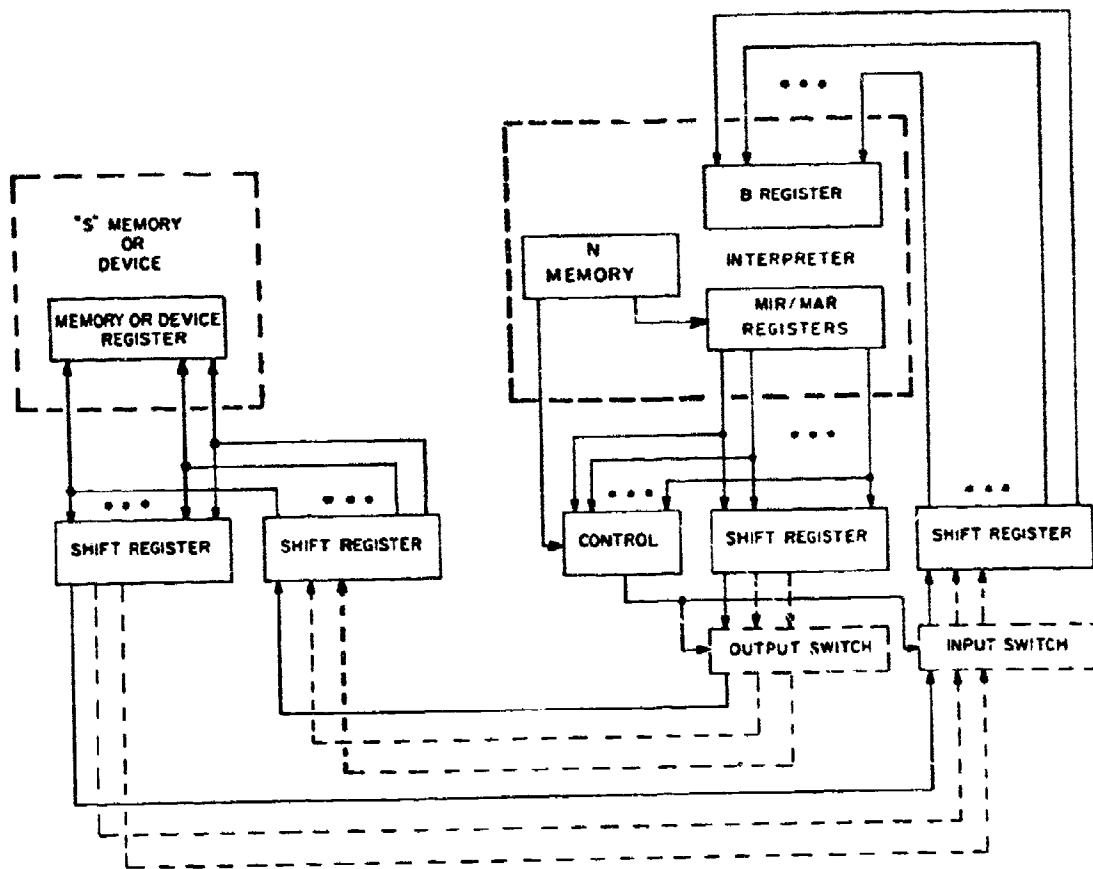 "S" MEMORY
OR
DEVICE
MEMORY OR DEVICE
REGISTER
SHIFT REGISTER
SHIFT REGISTER
B REGISTER
N
MEMORY
INTERPRETER
MIR/MAR
REGISTERS
CONTROL
SHIFT REGISTER
SHIFT REGISTER
OUTPUT SWITCH
INPUT SWITCH